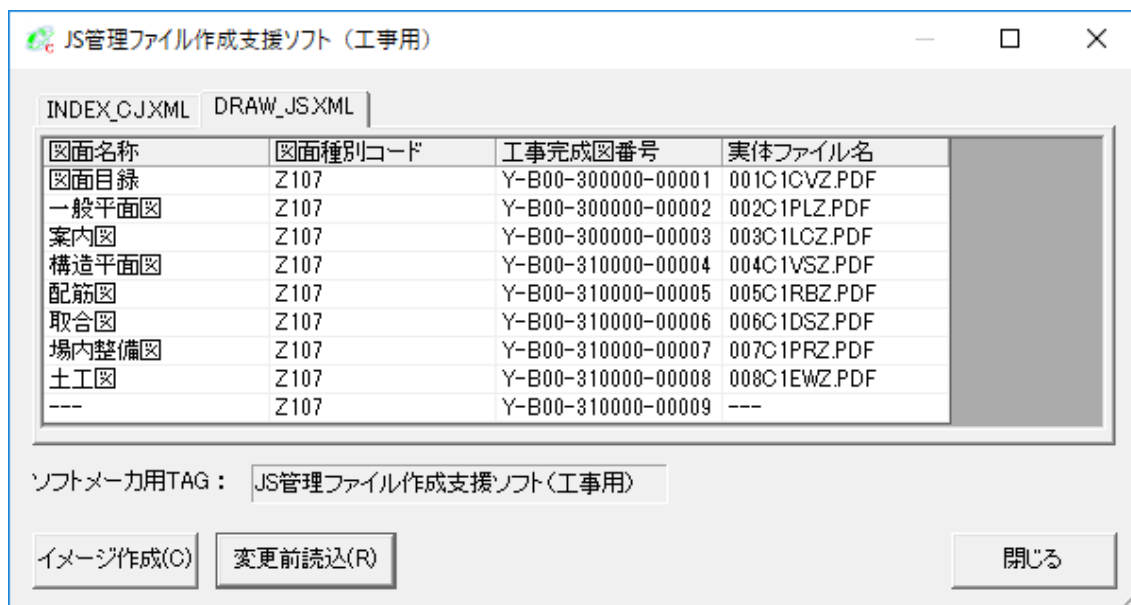 JS管理ファイル作成支援ソフト（工事用）
INDEX_CJ.XML DRAW_JS.XML
図面名称 図面種別コード 工事完成図番号 実体ファイル名
図面目録 Z107 Y-B00-300000-00001 001C1CVZ.PDF
一般平面図 Z107 Y-B00-300000-00002 002C1PLZ.PDF
案内図 Z107 Y-B00-300000-00003 003C1LCZ.PDF
構造平面図 Z107 Y-B00-310000-00004 004C1VSZ.PDF
配筋図 Z107 Y-B00-310000-00005 005C1RBZ.PDF
取合図 Z107 Y-B00-310000-00006 006C1DSZ.PDF
場内整備図 Z107 Y-B00-310000-00007 007C1PRZ.PDF
土工図 Z107 Y-B00-310000-00008 008C1EWZ.PDF
--- Z107 Y-B00-310000-00009 ---
ソフトメーカ用TAG： JS管理ファイル作成支援ソフト(工事用)
イメージ作成(C) 変更前読込(R) 閉じる